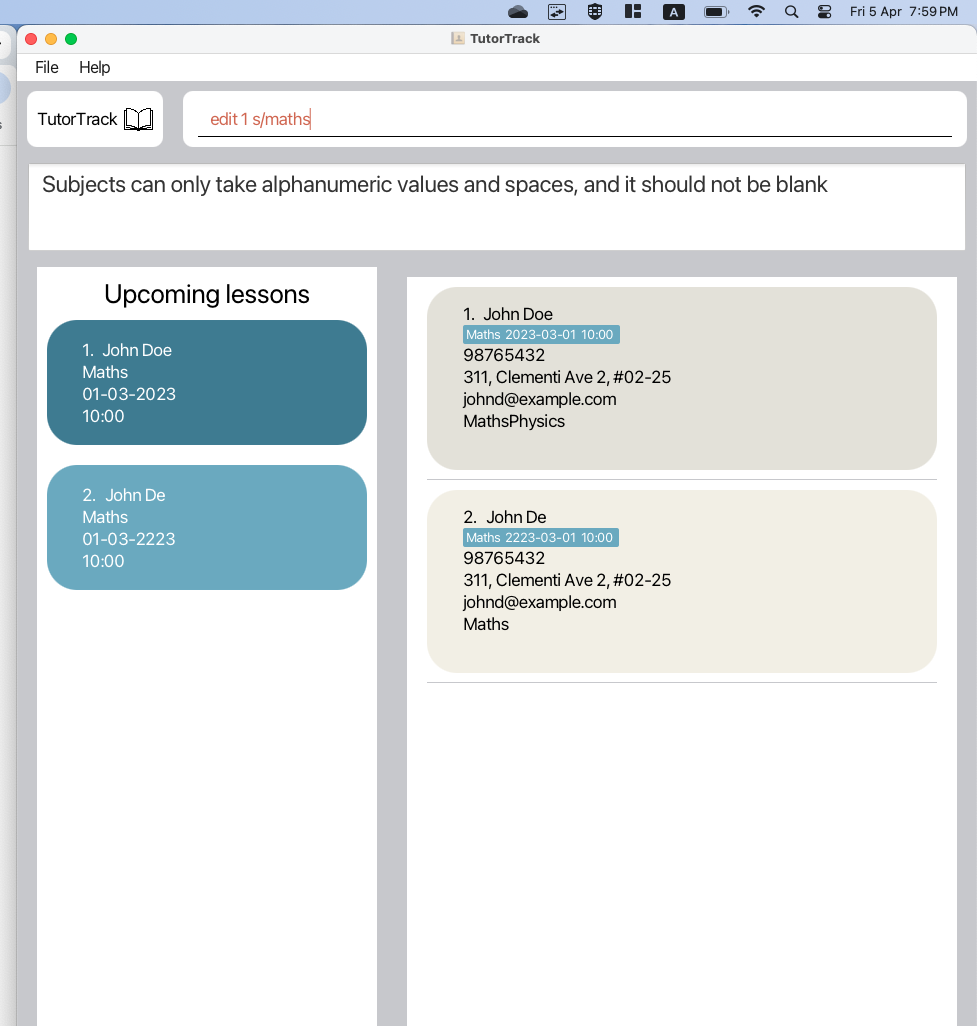 A
Fri 5 Apr 7:59 PM
TutorTrack
File Help
TutorTrack
edit 1 s/maths
Subjects can only take alphanumeric values and spaces, and it should not be blank
Upcoming lessons
1. John Doe
Maths
01-03-2023
10:00
2. John De
Maths
01-03-2223
10:00
1. John Doe
Maths 2023-03-01 10:00
98765432
311, Clementi Ave 2, #02-25
johnd@example.com
MathsPhysics
2. John De
Maths 2223-03-01 10:00
98765432
311, Clementi Ave 2, #02-25
johnd@example.com
Maths